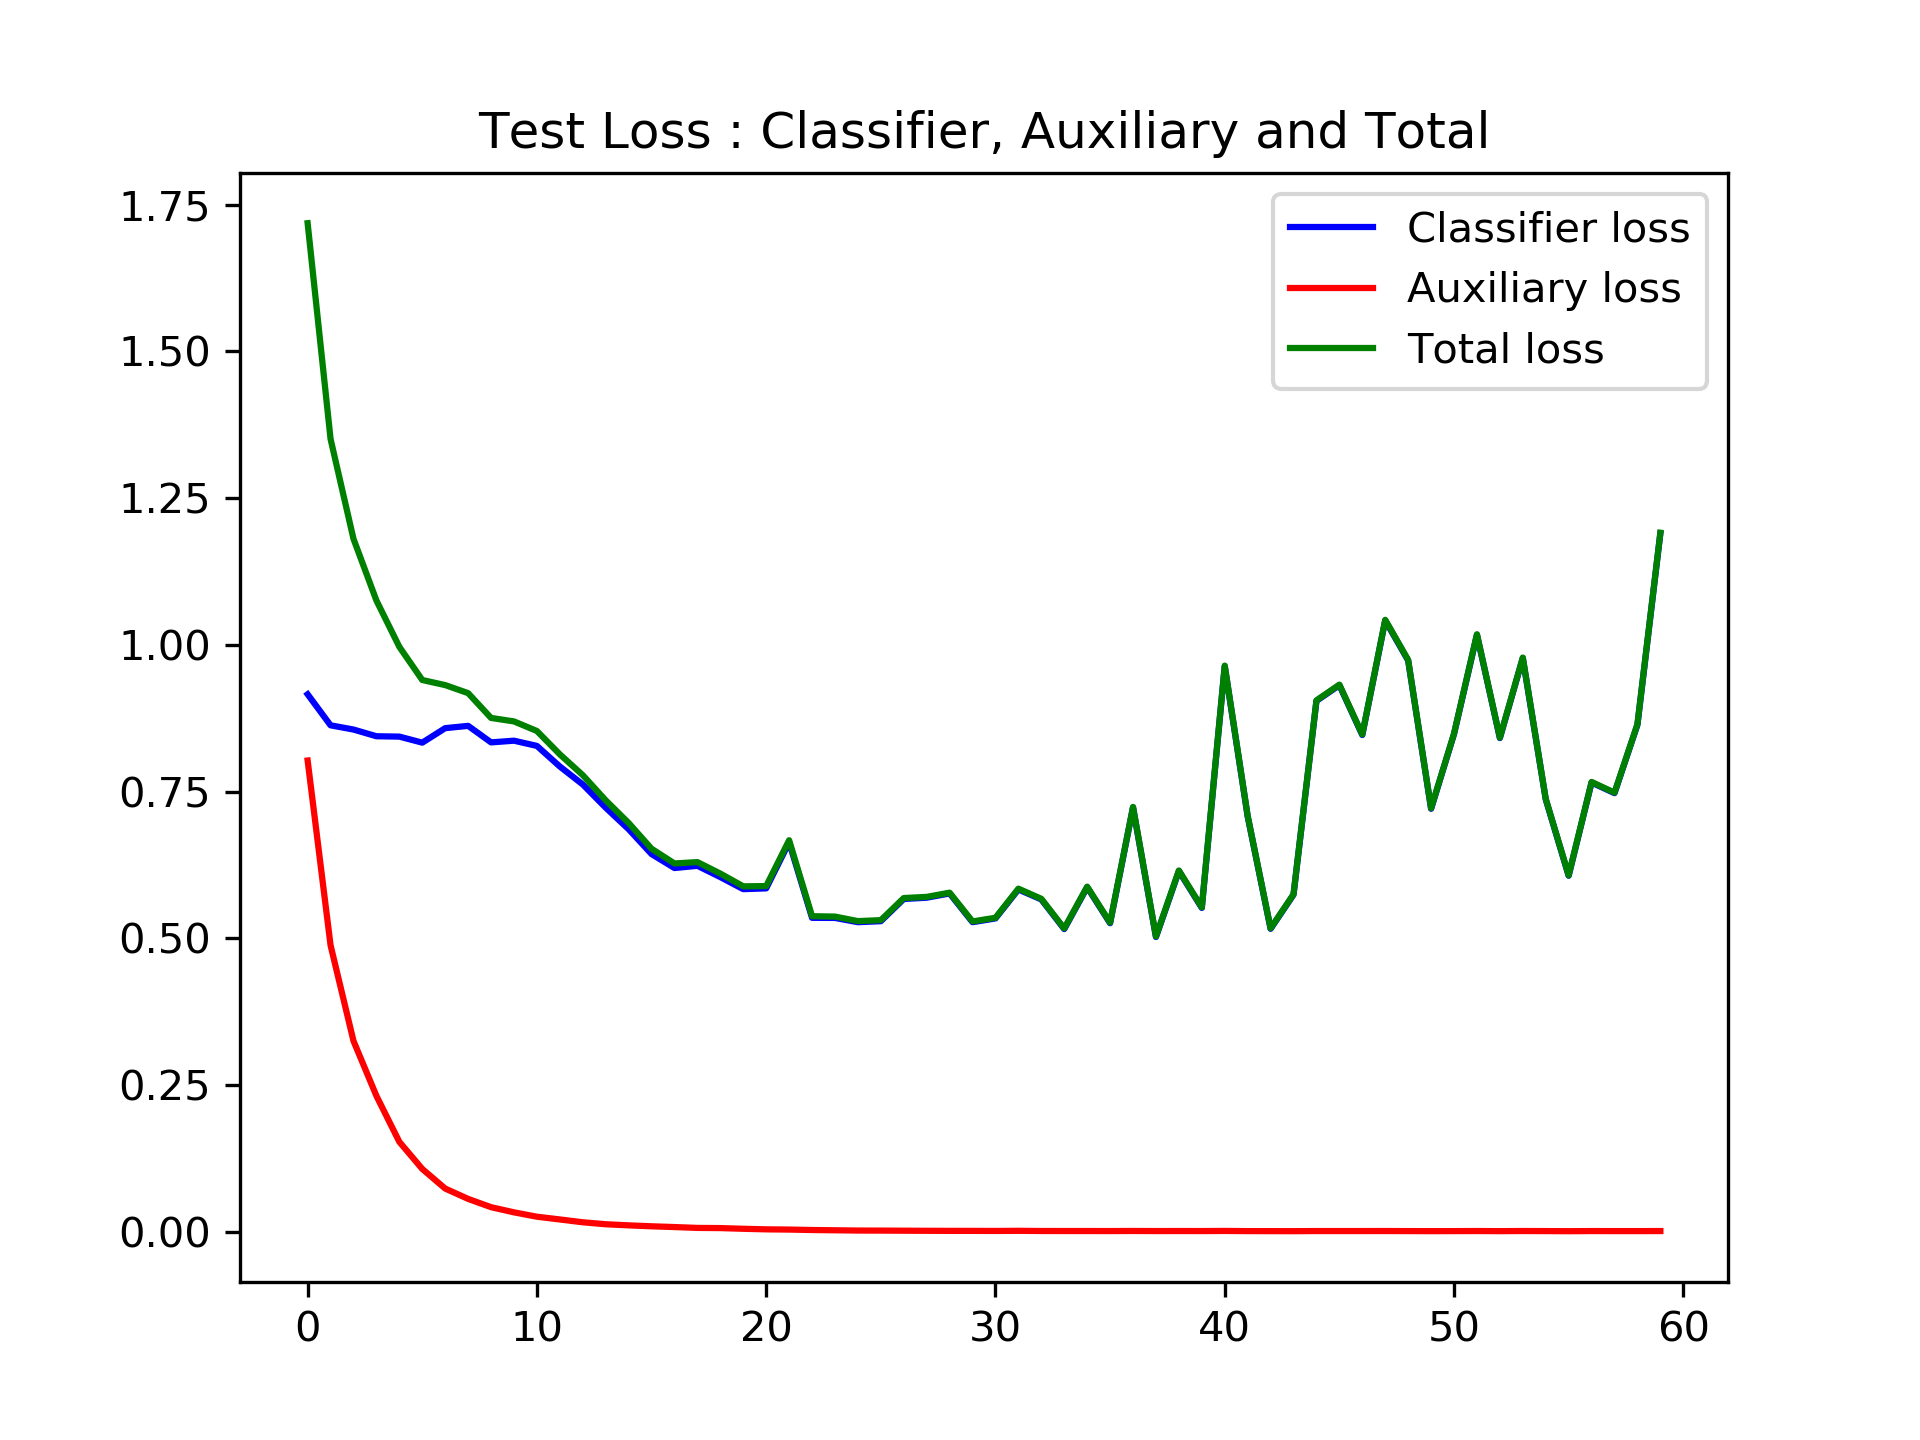 Test Loss : Classifier, Auxiliary and Total
1.75
1.50
1.25
1.00
0.75
0.50
0.25
0.00
Classifier loss
Auxiliary loss
Total loss
0 10 20 30 40 50 60